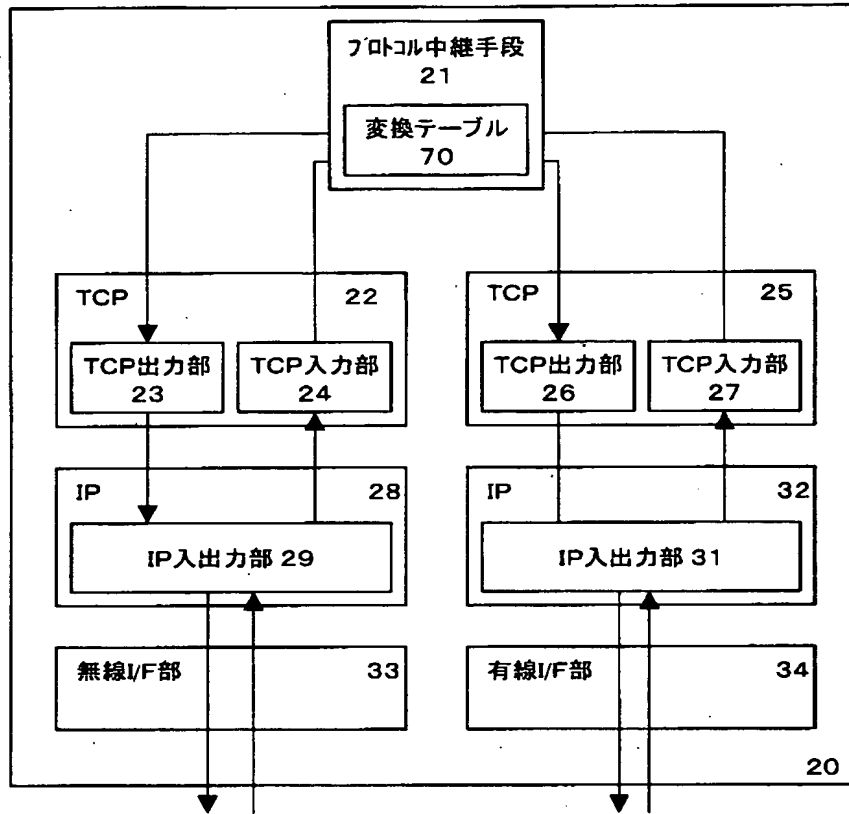 プロトコル中継手段
21
変換テーブル
70
TCP 22
TCP出力部
23
TCP入力部
24
TCP 25
TCP出力部
26
TCP入力部
27
IP 28
IP入出力部 29
IP 32
IP入出力部 31
無線I/F部 33
有線I/F部 34
20